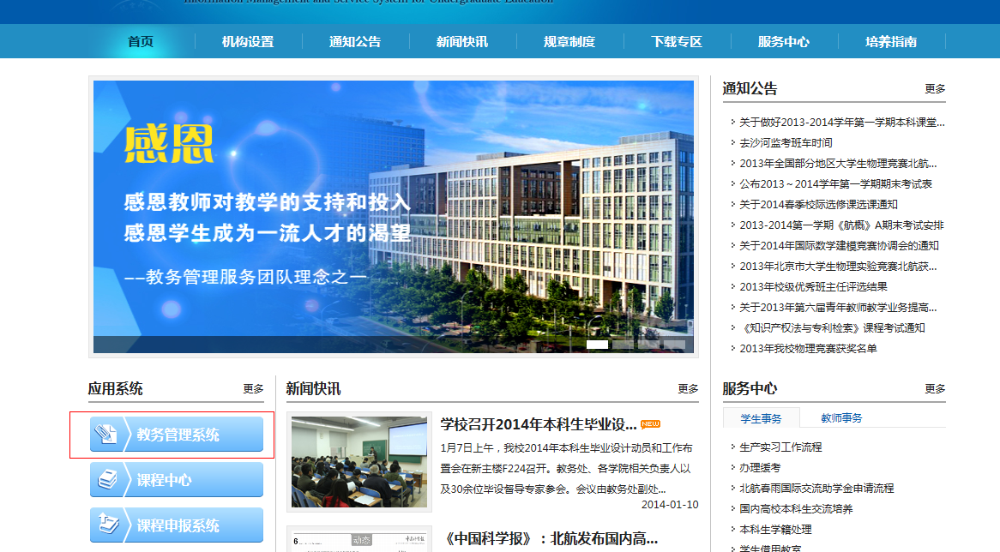 Information Management and Service System for Undergraduate Education
首页 机构设置 通知公告 新闻快讯 规章制度 下载专区 服务中心 培养指南
感恩
感恩教师对教学的支持和投入
感恩学生成为一流人才的渴望
——教务管理服务团队理念之一
通知公告 更多
关于做好2013-2014学年第一学期本科课堂...
去沙河监考班车时间
2013年全国部分地区大学生物理竞赛北航...
公布2013～2014学年第一学期期末考试表
关于2014春季校际选修课选课通知
2013-2014第一学期《航概》A期末考试安排
关于2014年国际数学建模竞赛协调会的通知
2013年北京市大学生物理实验竞赛北航获...
2013年校级优秀班主任评选结果
关于2013年第六届青年教师教学业务提高...
《知识产权法与专利检索》课程考试通知
2013年我校物理竞赛获奖名单
应用系统 更多
教务管理系统
课程中心
课程申报系统
新闻快讯 更多
学校召开2014年本科生毕业设... NEW
1月7日上午，我校2014年本科生毕业设计动员和工作布
置会在新主楼F224召开。教务处、各学院相关负责人以
及30余位毕设督导专家参会。会议由教务处副处...
2014-01-10
6 动态
《中国科学报》：北航发布国内高...
服务中心 更多
学生事务 教师事务
生产实习工作流程
办理缓考
北航春雨国际交流助学金申请流程
国内高校本科生交流培养
本科生学籍处理
学生借用教室